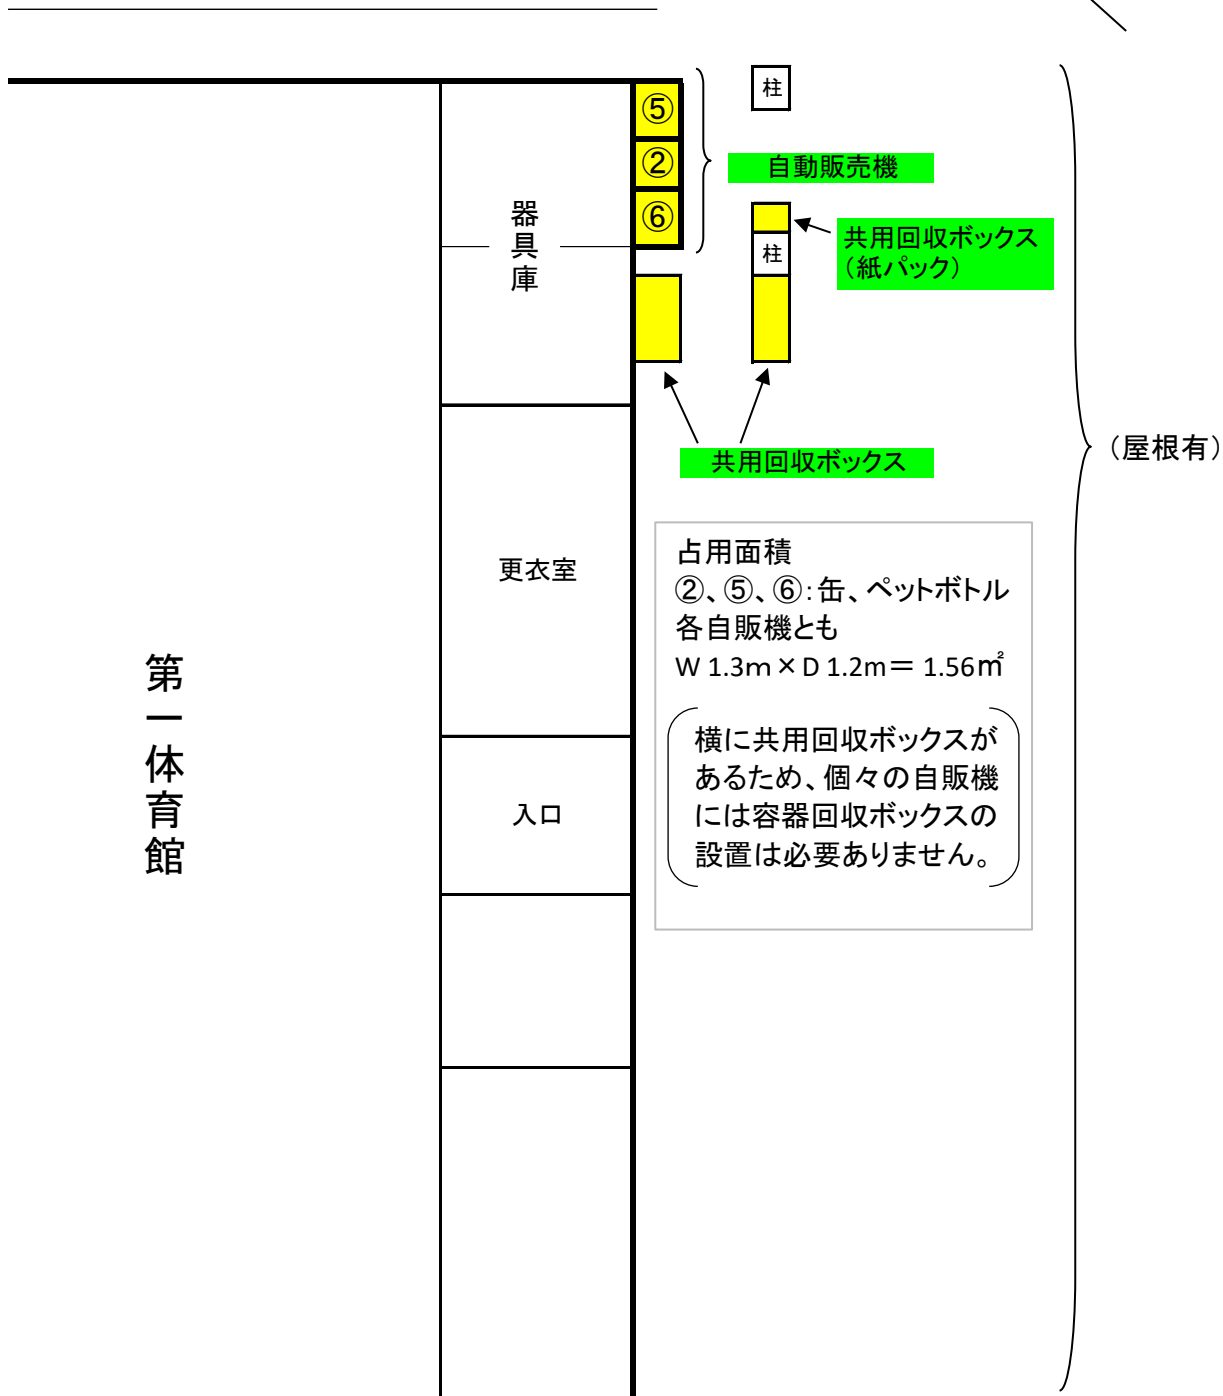 柱
⑤
②
⑥
自動販売機
器具庫
共用回収ボックス
（紙パック）
柱
共用回収ボックス
（屋根有）
更衣室
占用面積
②、⑤、⑥：缶、ペットボトル
各自販機とも
W 1.3m×D 1.2m＝ 1.56㎡
横に共用回収ボックスが
あるため、個々の自販機
には容器回収ボックスの
設置は必要ありません。
第一体育館
入口